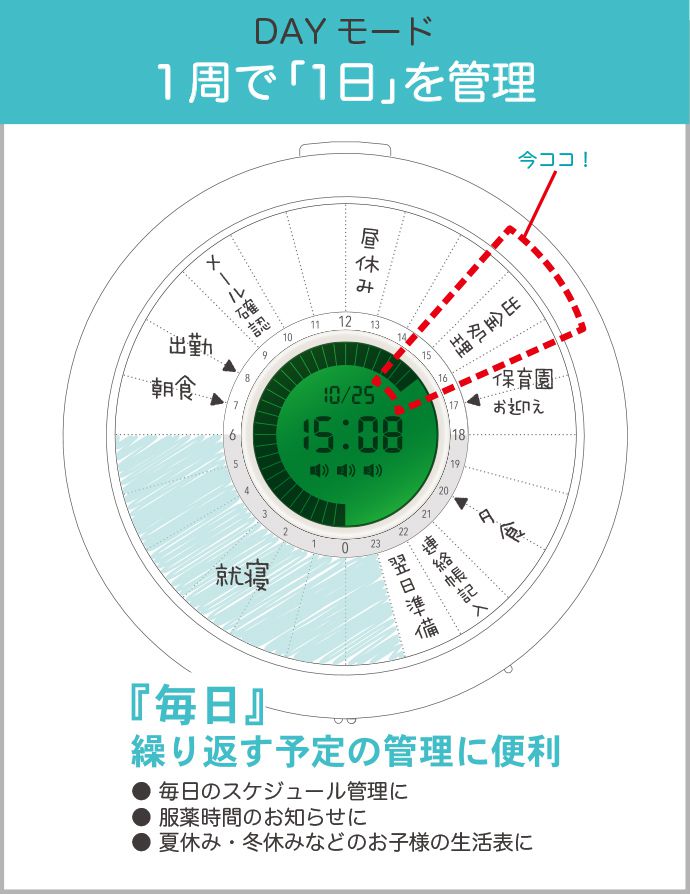 DAY モード
1周で「1日」を管理
今ココ！
昼休み
メール確認
出勤
朝食
整列室出
保育園
お迎え
夕食
連絡帳記入
翌日準備
就寝
12
13
14
15
16
17
18
19
20
21
22
23
0
1
2
3
4
5
6
7
8
9
10
11
10/25
15:08
『毎日』
繰り返す予定の管理に便利
● 毎日のスケジュール管理に
● 服薬時間のお知らせに
● 夏休み・冬休みなどのお子様の生活表に